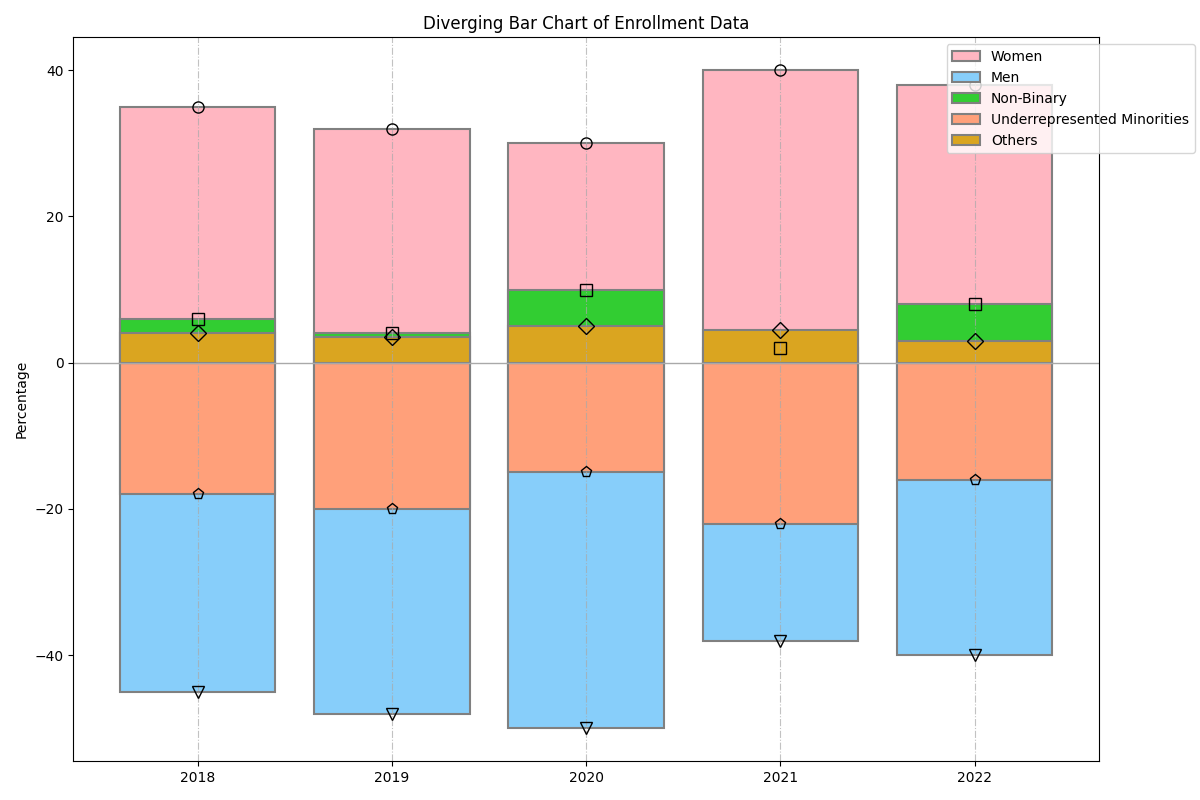 Diverging Bar Chart of Enrollment Data
Women
Men
Non-Binary
Underrepresented Minorities
Others
Percentage
40
20
0
−20
−40
2018
2019
2020
2021
2022